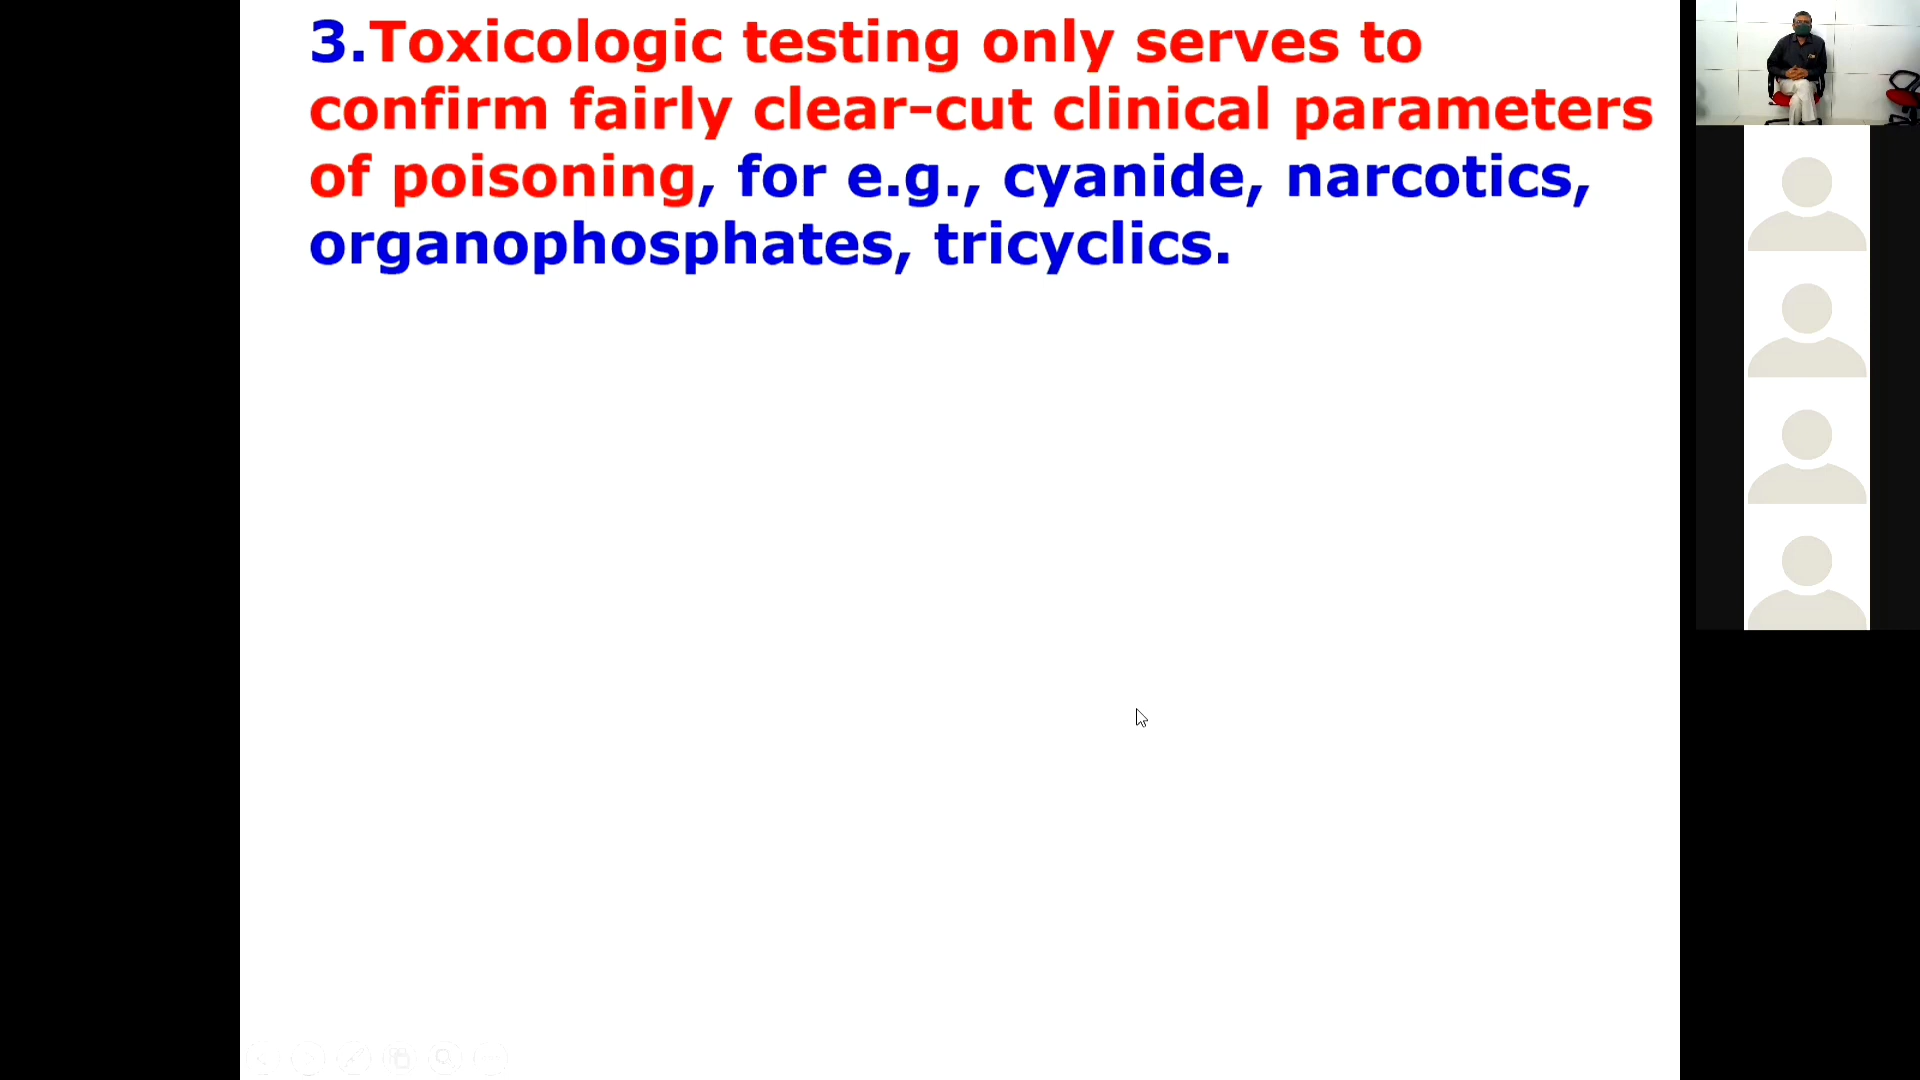 3.Toxicologic testing only serves to
confirm fairly clear-cut clinical parameters
of poisoning, for e.g., cyanide, narcotics,
organophosphates, tricyclics.